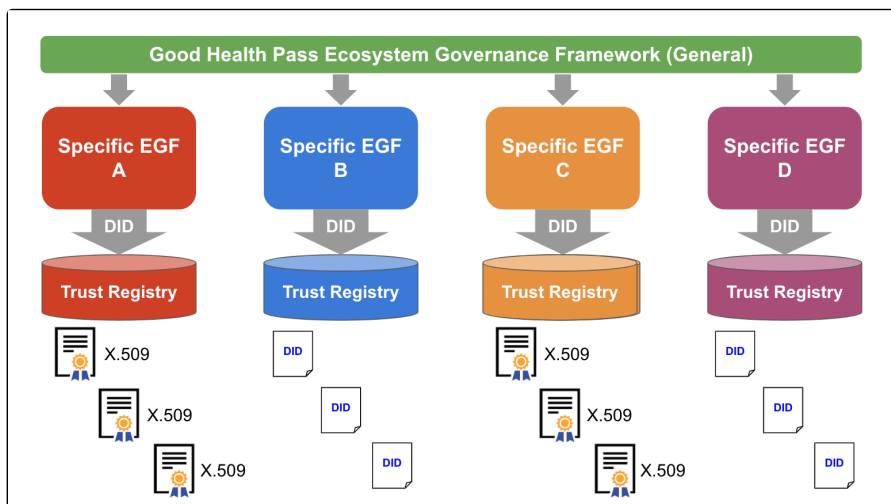 Good Health Pass Ecosystem Governance Framework (General)
Specific EGF
A
Specific EGF
B
Specific EGF
C
Specific EGF
D
DID
DID
DID
DID
Trust Registry
Trust Registry
Trust Registry
Trust Registry
X.509
DID
X.509
DID
X.509
DID
X.509
DID
X.509
DID
X.509
DID